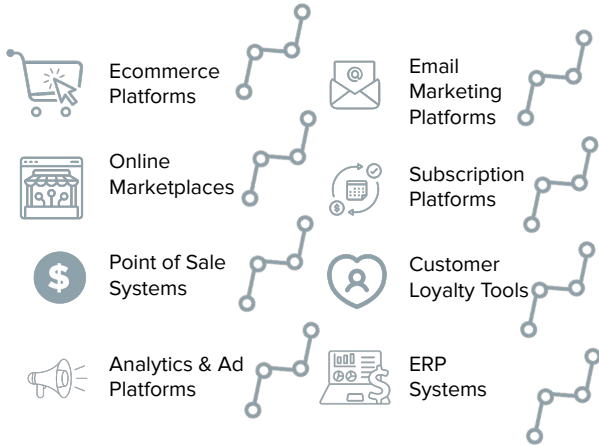 Ecommerce
Platforms
Online
Marketplaces
$
Point of Sale
Systems
Analytics & Ad
Platforms
@
Email
Marketing
Platforms
$
Subscription
Platforms
Customer
Loyalty Tools
$
ERP
Systems